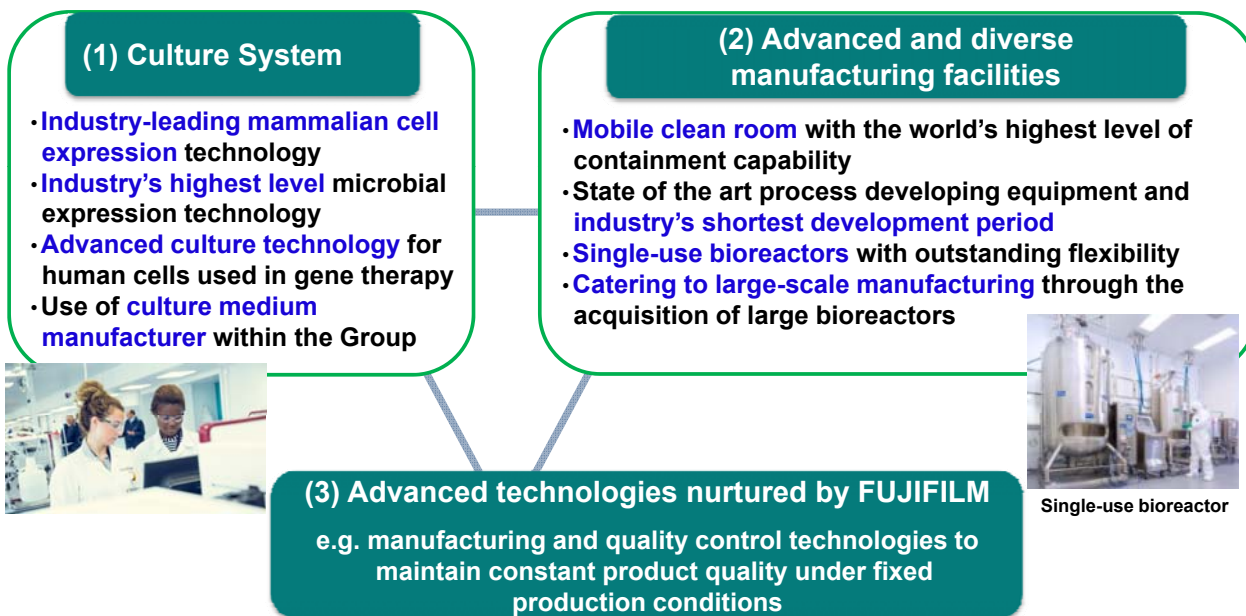 (1) Culture System
・Industry-leading mammalian cell
expression technology
・Industry's highest level microbial
expression technology
・Advanced culture technology for
human cells used in gene therapy
・Use of culture medium
manufacturer within the Group
(2) Advanced and diverse
manufacturing facilities
・Mobile clean room with the world's highest level of
containment capability
・State of the art process developing equipment and
industry's shortest development period
・Single-use bioreactors with outstanding flexibility
・Catering to large-scale manufacturing through the
acquisition of large bioreactors
Single-use bioreactor
(3) Advanced technologies nurtured by FUJIFILM
e.g. manufacturing and quality control technologies to
maintain constant product quality under fixed
production conditions